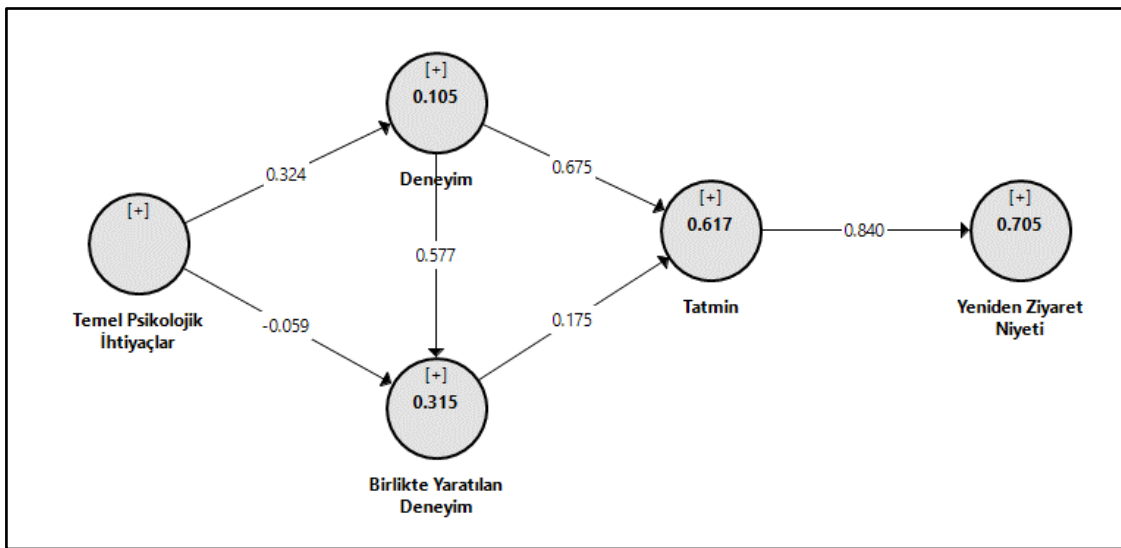 [+]
0.105
Deneyim
0.324
0.675
[+]
Temel Psikolojik
İhtiyaçlar
0.577
[+]
0.617
Tatmin
0.840
[+]
0.705
Yeniden Ziyaret
Niyeti
-0.059
0.175
[+]
0.315
Birlikte Yaratılan
Deneyim